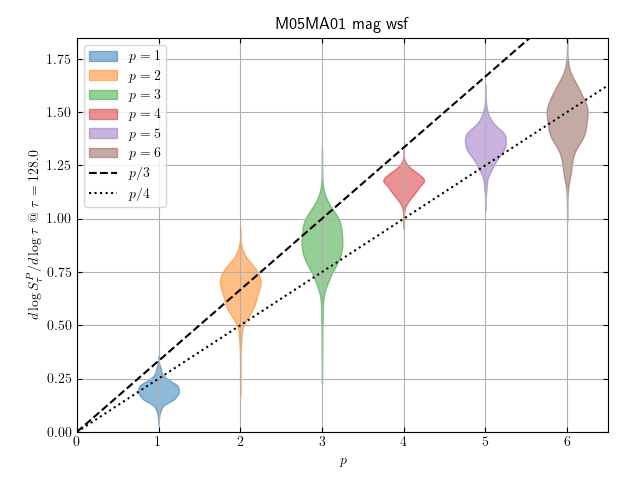 M05MA01 mag wsf
d log S_τ^P / d log τ @ τ = 128.0
1.75
1.50
1.25
1.00
0.75
0.50
0.25
0.00
p = 1
p = 2
p = 3
p = 4
p = 5
p = 6
p/3
p/4
0 1 2 3 4 5 6
p